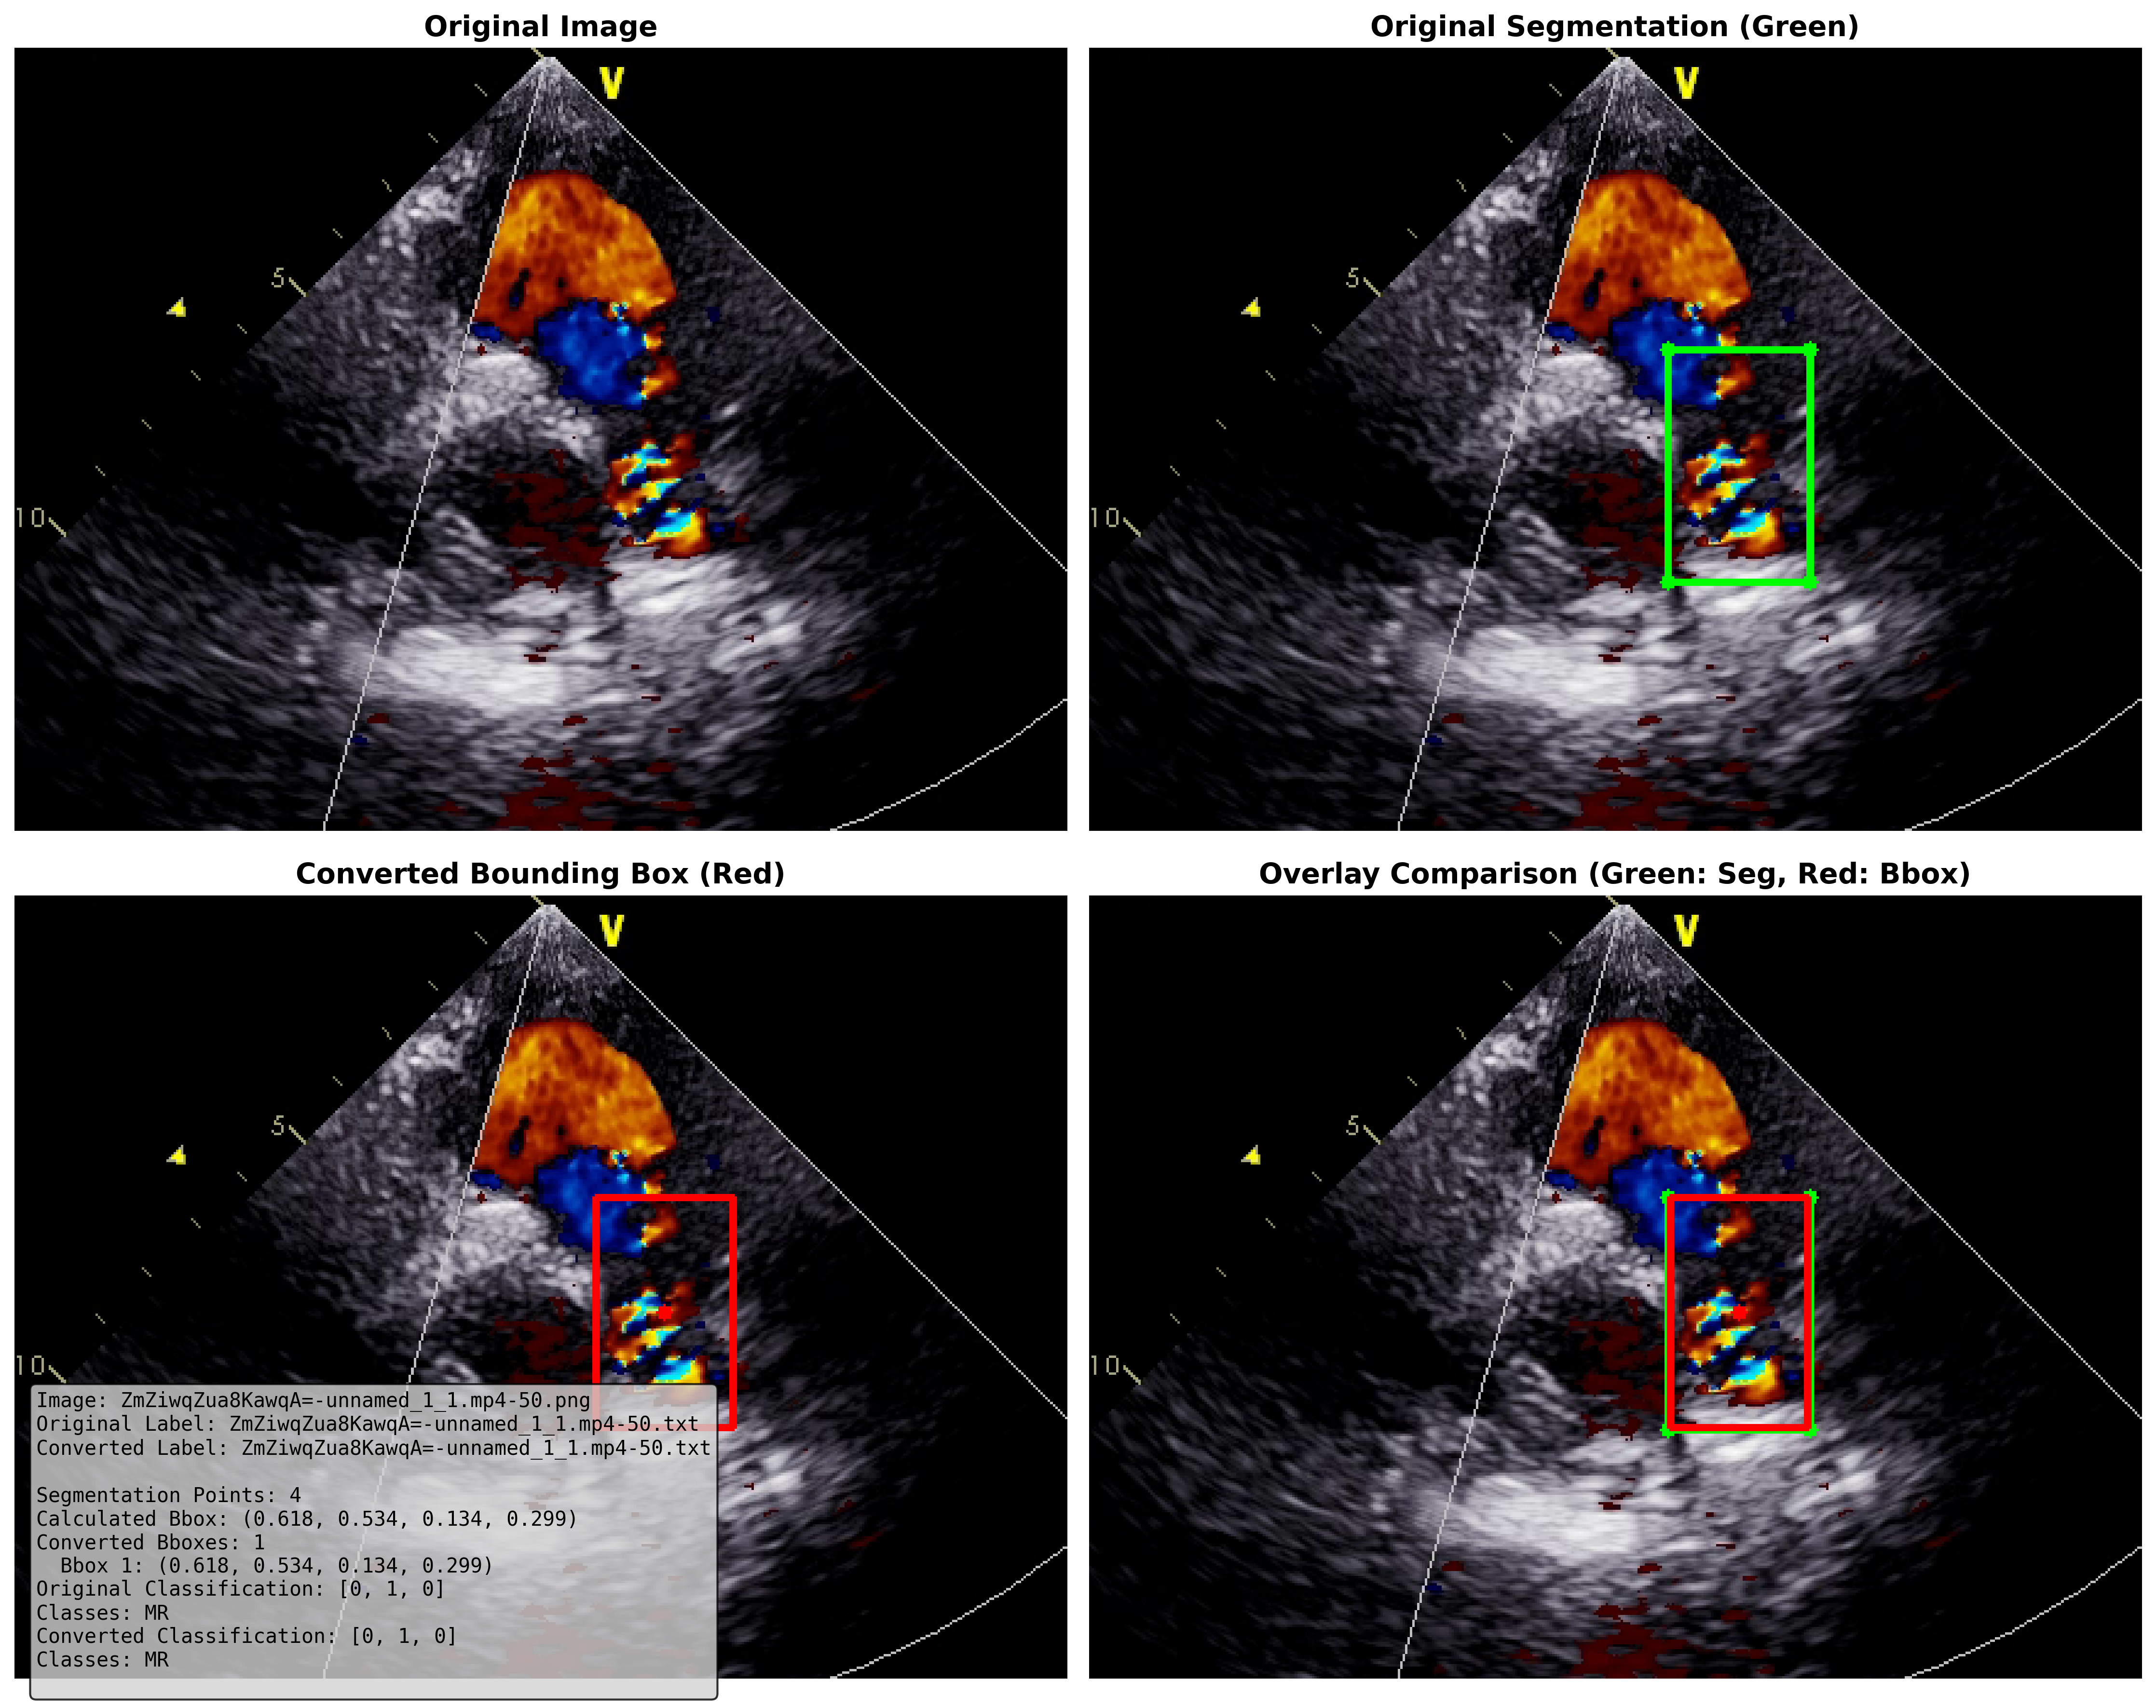 Original Image
Original Segmentation (Green)
V
5
10
V
5
10
Converted Bounding Box (Red)
Overlay Comparison (Green: Seg, Red: Bbox)
V
5
10
V
5
10
Image: ZmZiwqZua8KawqA=-unnamed_1_1.mp4-50.png
Original Label: ZmZiwqZua8KawqA=-unnamed_1_1.mp4-50.txt
Converted Label: ZmZiwqZua8KawqA=-unnamed_1_1.mp4-50.txt
Segmentation Points: 4
Calculated Bbox: (0.618, 0.534, 0.134, 0.299)
Converted Bboxes: 1
Bbox 1: (0.618, 0.534, 0.134, 0.299)
Original Classification: [0, 1, 0]
Classes: MR
Converted Classification: [0, 1, 0]
Classes: MR